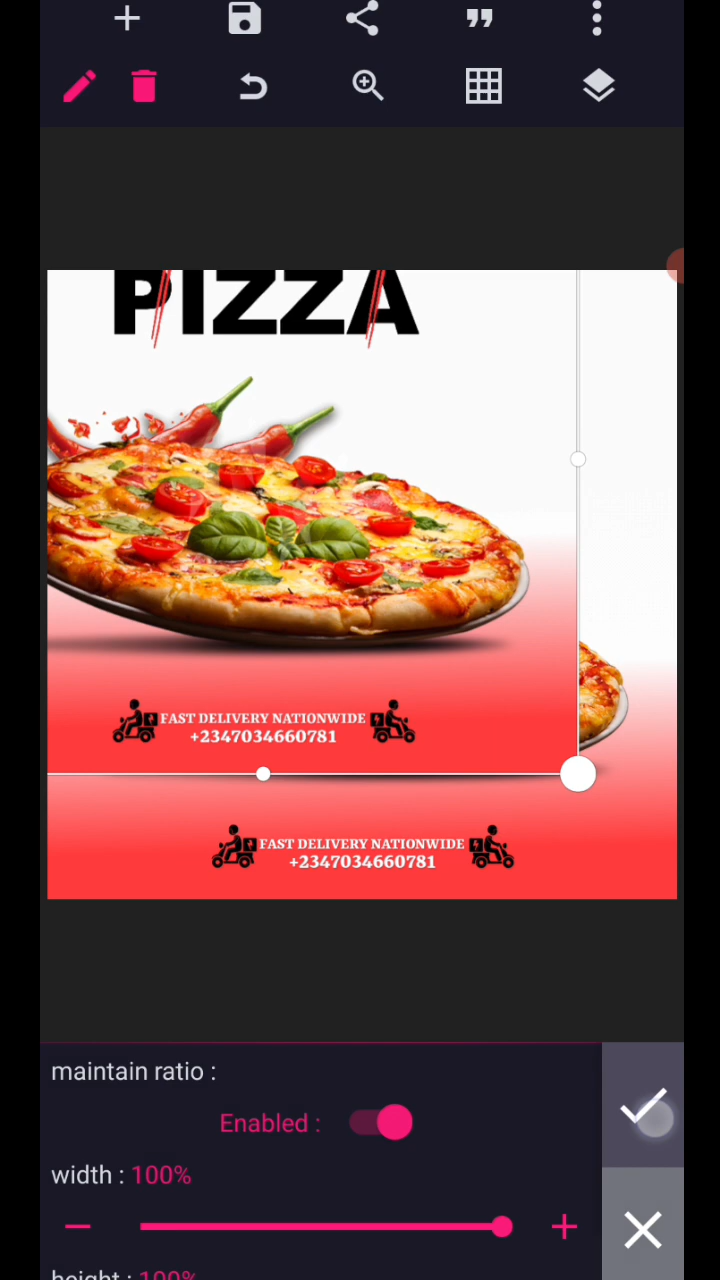 PIZZA
FAST DELIVERY NATIONWIDE
+2347034660781
FAST DELIVERY NATIONWIDE
+2347034660781
maintain ratio :
Enabled :
width : 100%
height : 100%